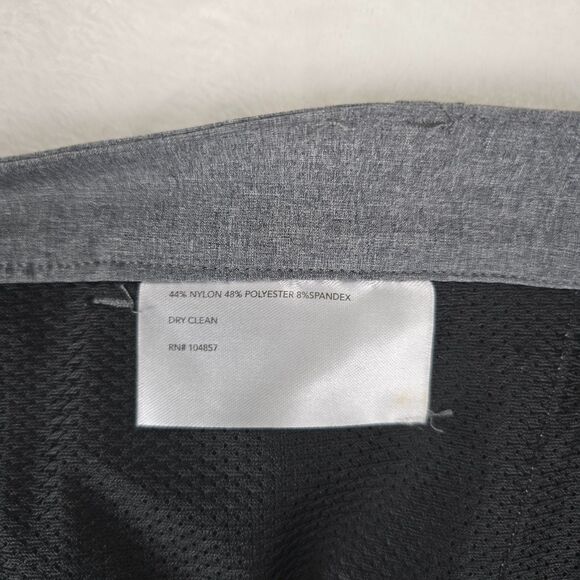 44% NYLON 48% POLYESTER 8%SPANDEX
DRY CLEAN
RN# 104857